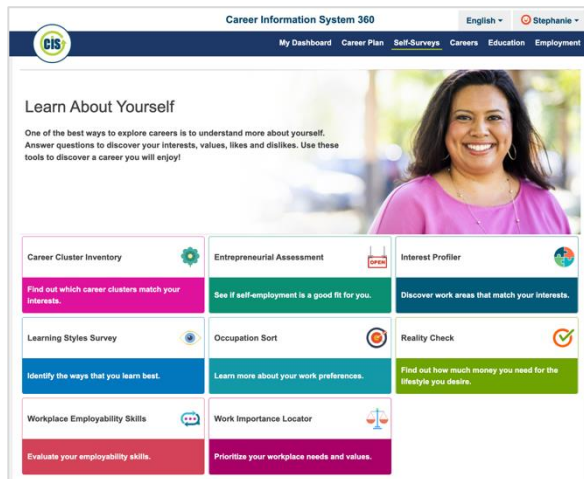 Career Information System 360
English
Stephanie
CIS
My Dashboard Career Plan Self-Surveys Careers Education Employment
Learn About Yourself
One of the best ways to explore careers is to understand more about yourself.
Answer questions to discover your interests, values, likes and dislikes. Use these
tools to discover a career you will enjoy!
Career Cluster Inventory
Find out which career clusters match your
interests.
Entrepreneurial Assessment
OPEN
See if self-employment is a good fit for you.
Interest Profiler
Discover work areas that match your interests.
Learning Styles Survey
Identify the ways that you learn best.
Occupation Sort
Learn more about your work preferences.
Reality Check
Find out how much money you need for the
lifestyle you desire.
Workplace Employability Skills
Evaluate your employability skills.
Work Importance Locator
Prioritize your workplace needs and values.